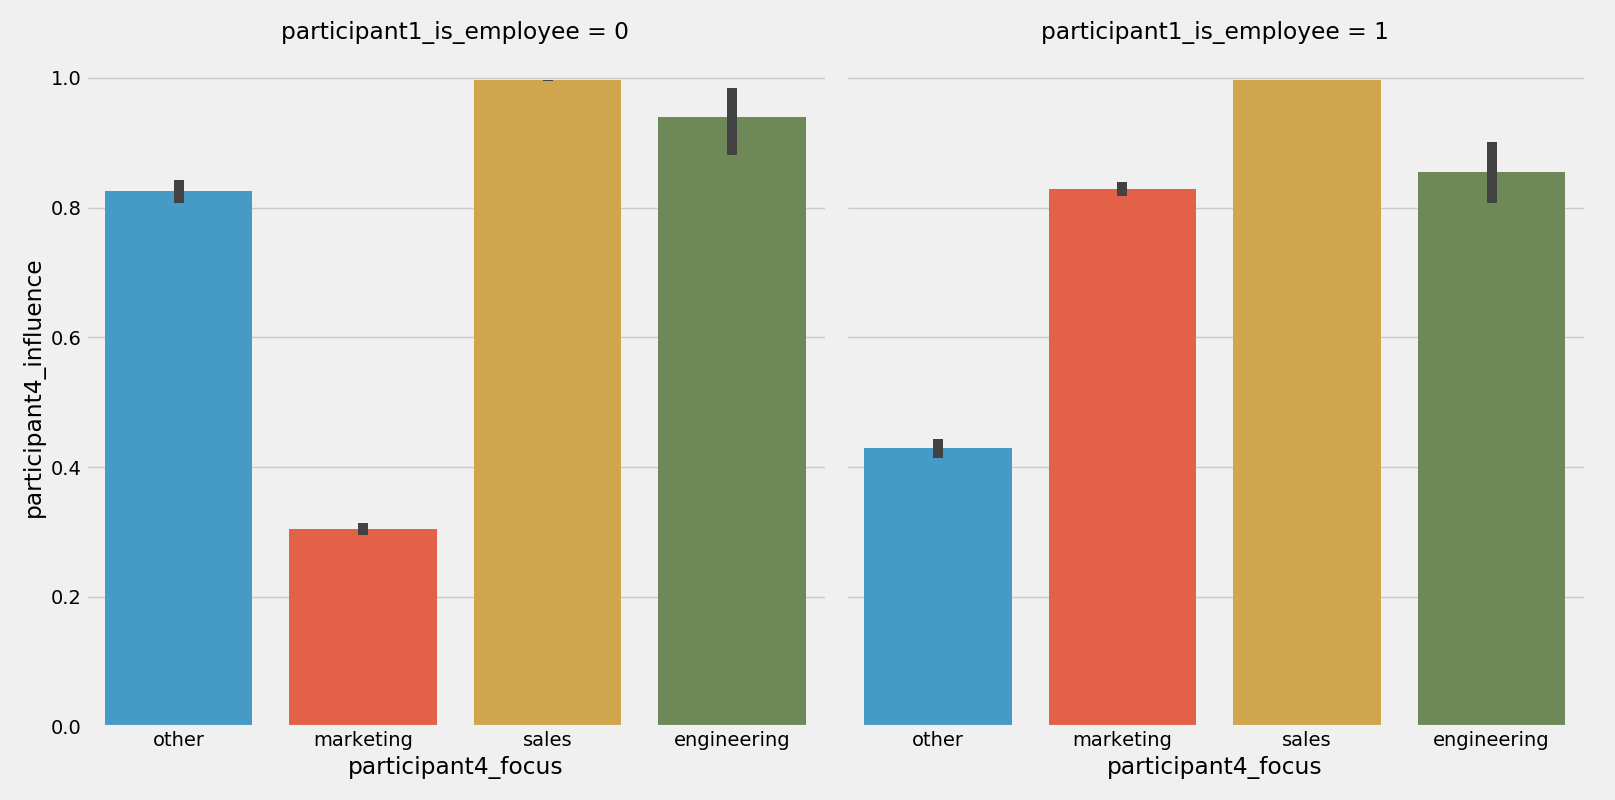 participant1_is_employee = 0
participant1_is_employee = 1
participant4_influence
1.0
0.8
0.6
0.4
0.2
0.0
other marketing sales engineering
other marketing sales engineering
participant4_focus
participant4_focus